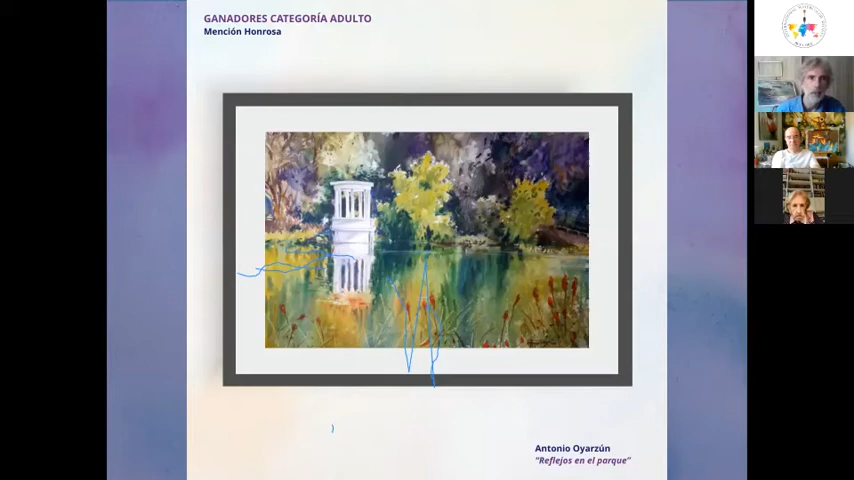 GANADORES CATEGORÍA ADULTO
Mención Honrosa
Antonio Oyarzún
“Reflejos en el parque”